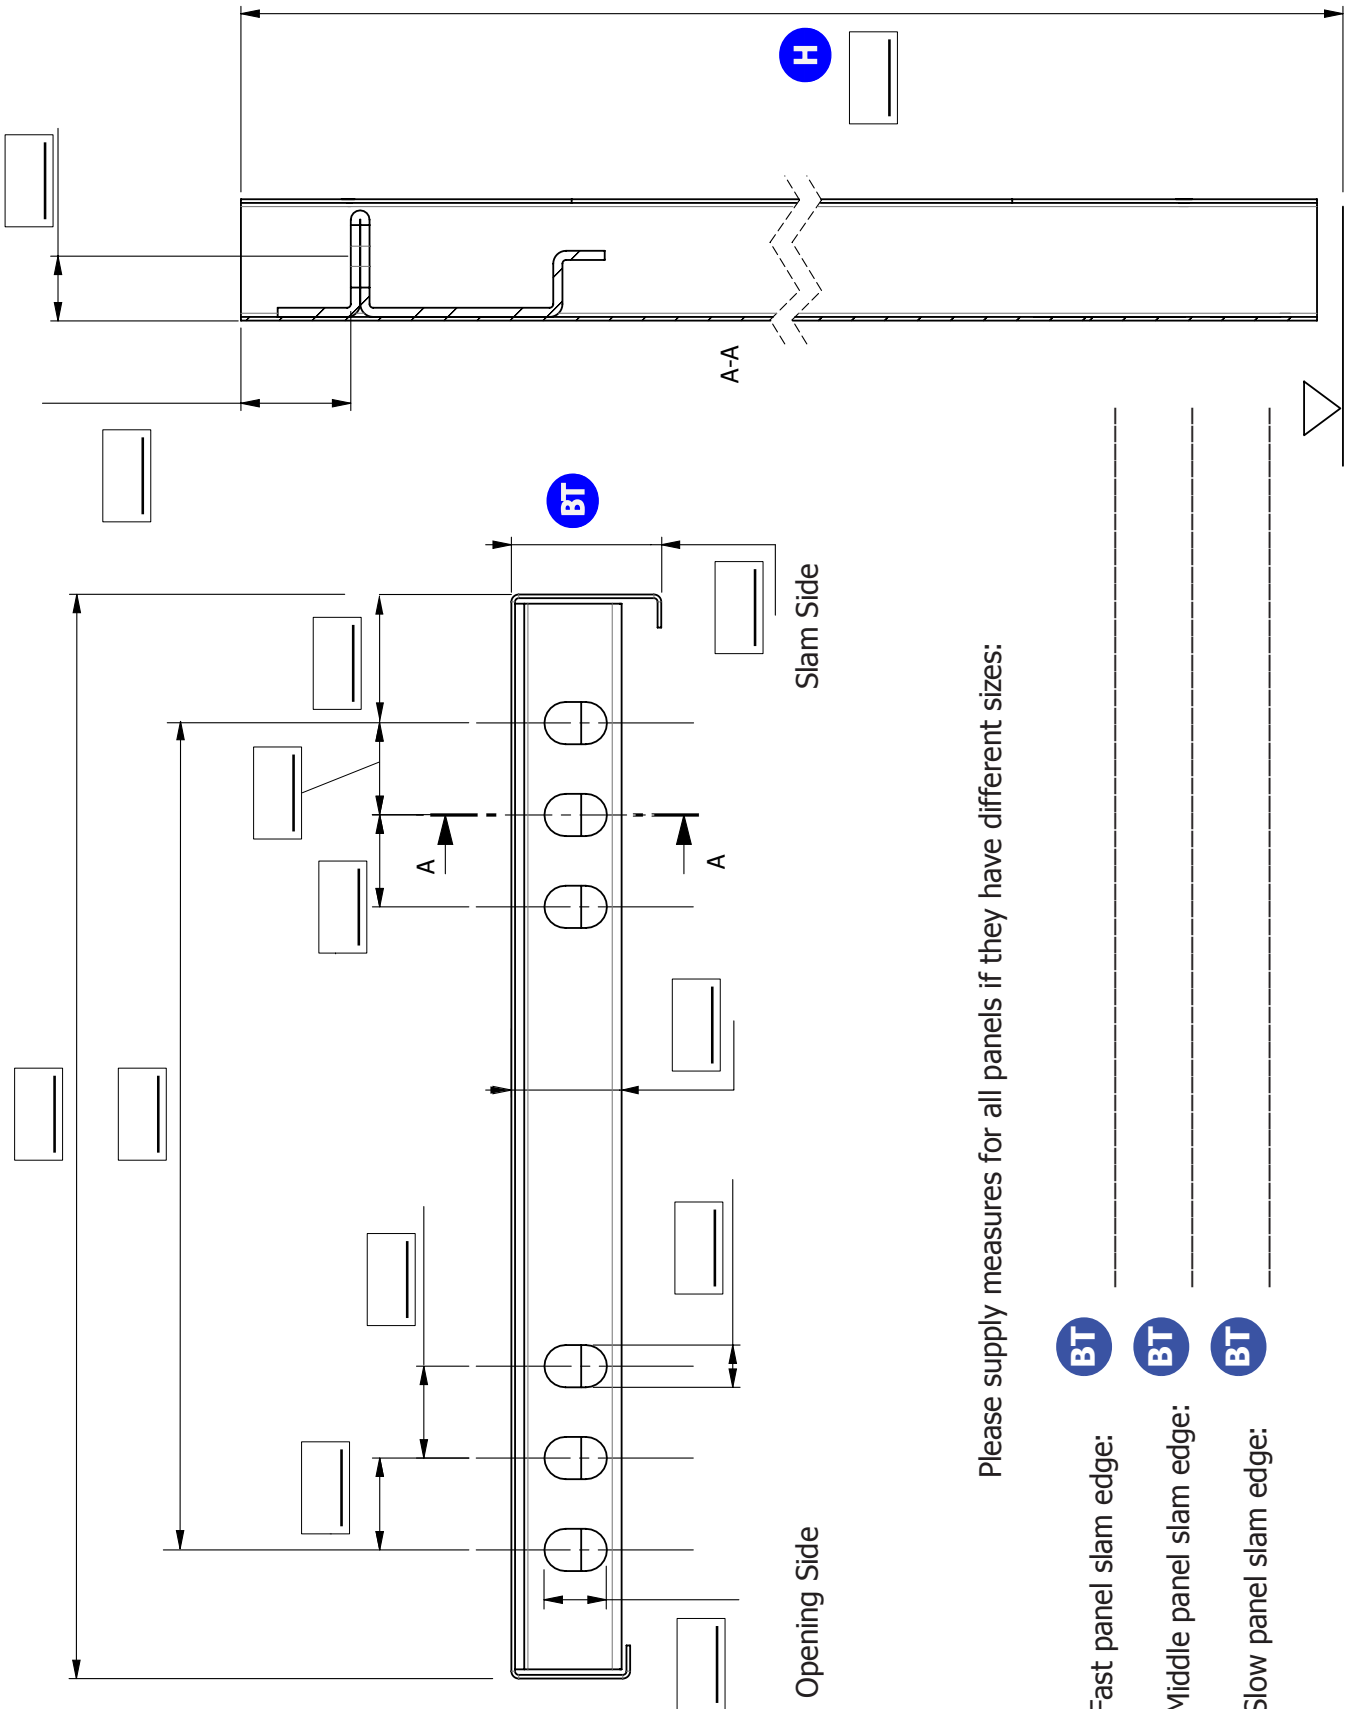 H
A-A
BT
Slam Side
A
A
Opening Side
Please supply measures for all panels if they have different sizes:
Fast panel slam edge: BT
Middle panel slam edge: BT
Slow panel slam edge: BT